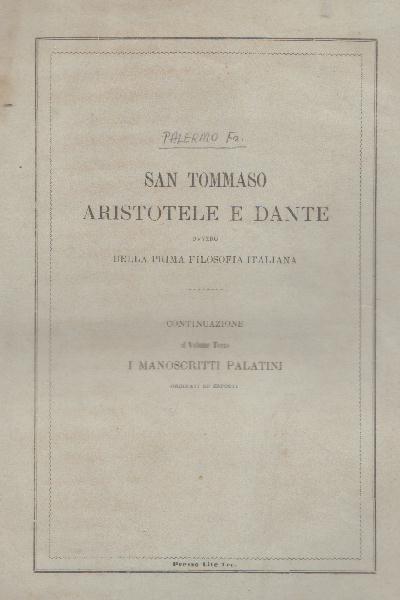 PALERMO Fr.
SAN TOMMASO
ARISTOTELE E DANTE
OVVERO
DELLA PRIMA FILOSOFIA ITALIANA
CONTINUAZIONE
al Volume Terzo
I MANOSCRITTI PALATINI
ORDINATI ED ESPOSTI
Prezzo Lire